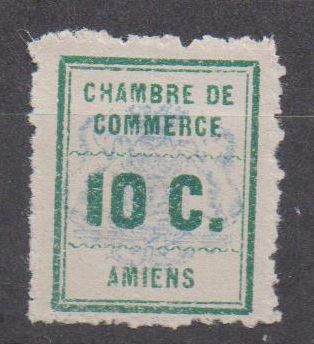 CHAMBRE DE
COMMERCE
10 C.
AMIENS